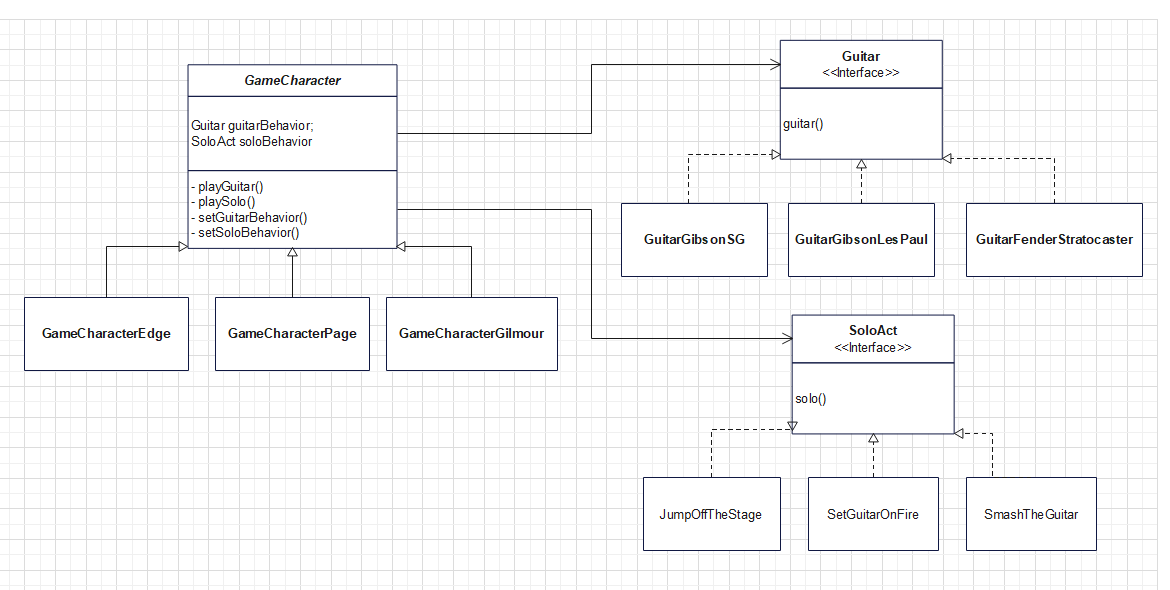 GameCharacter
Guitar guitarBehavior;
SoloAct soloBehavior
- playGuitar()
- playSolo()
- setGuitarBehavior()
- setSoloBehavior()
GameCharacterEdge
GameCharacterPage
GameCharacterGilmour
Guitar
<<Interface>>
guitar()
GuitarGibsonSG
GuitarGibsonLesPaul
GuitarFenderStratocaster
SoloAct
<<Interface>>
solo()
JumpOffTheStage
SetGuitarOnFire
SmashTheGuitar